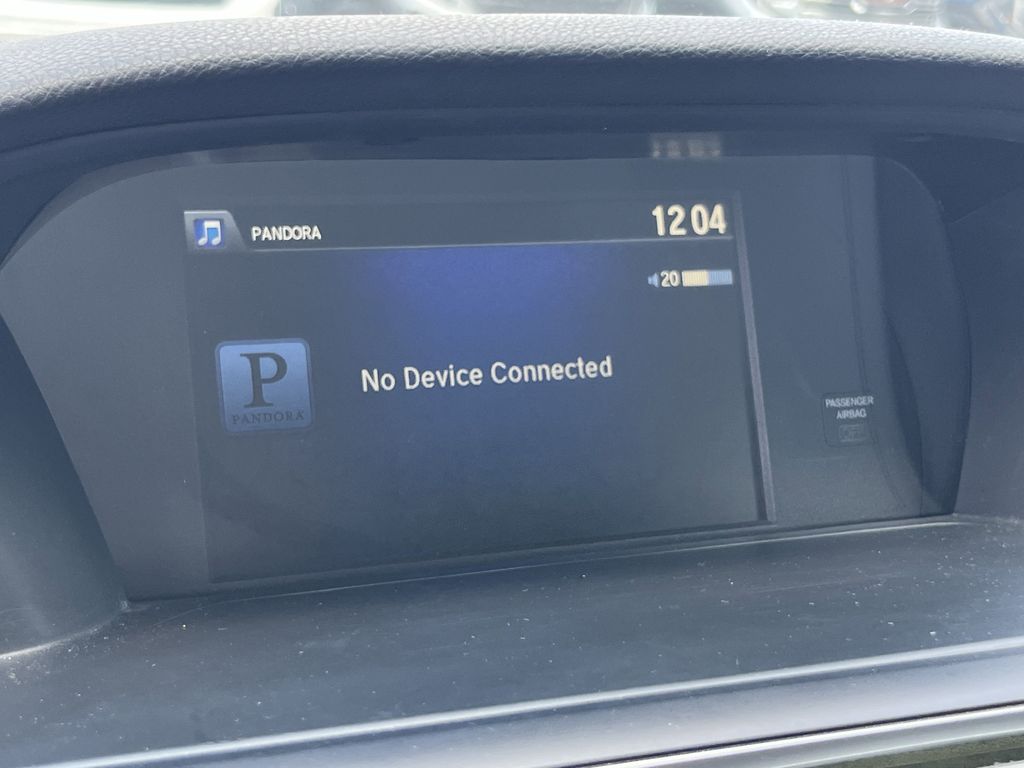 PANDORA
12 04
20
P
PANDORA
No Device Connected
PASSENGER
AIRBAG